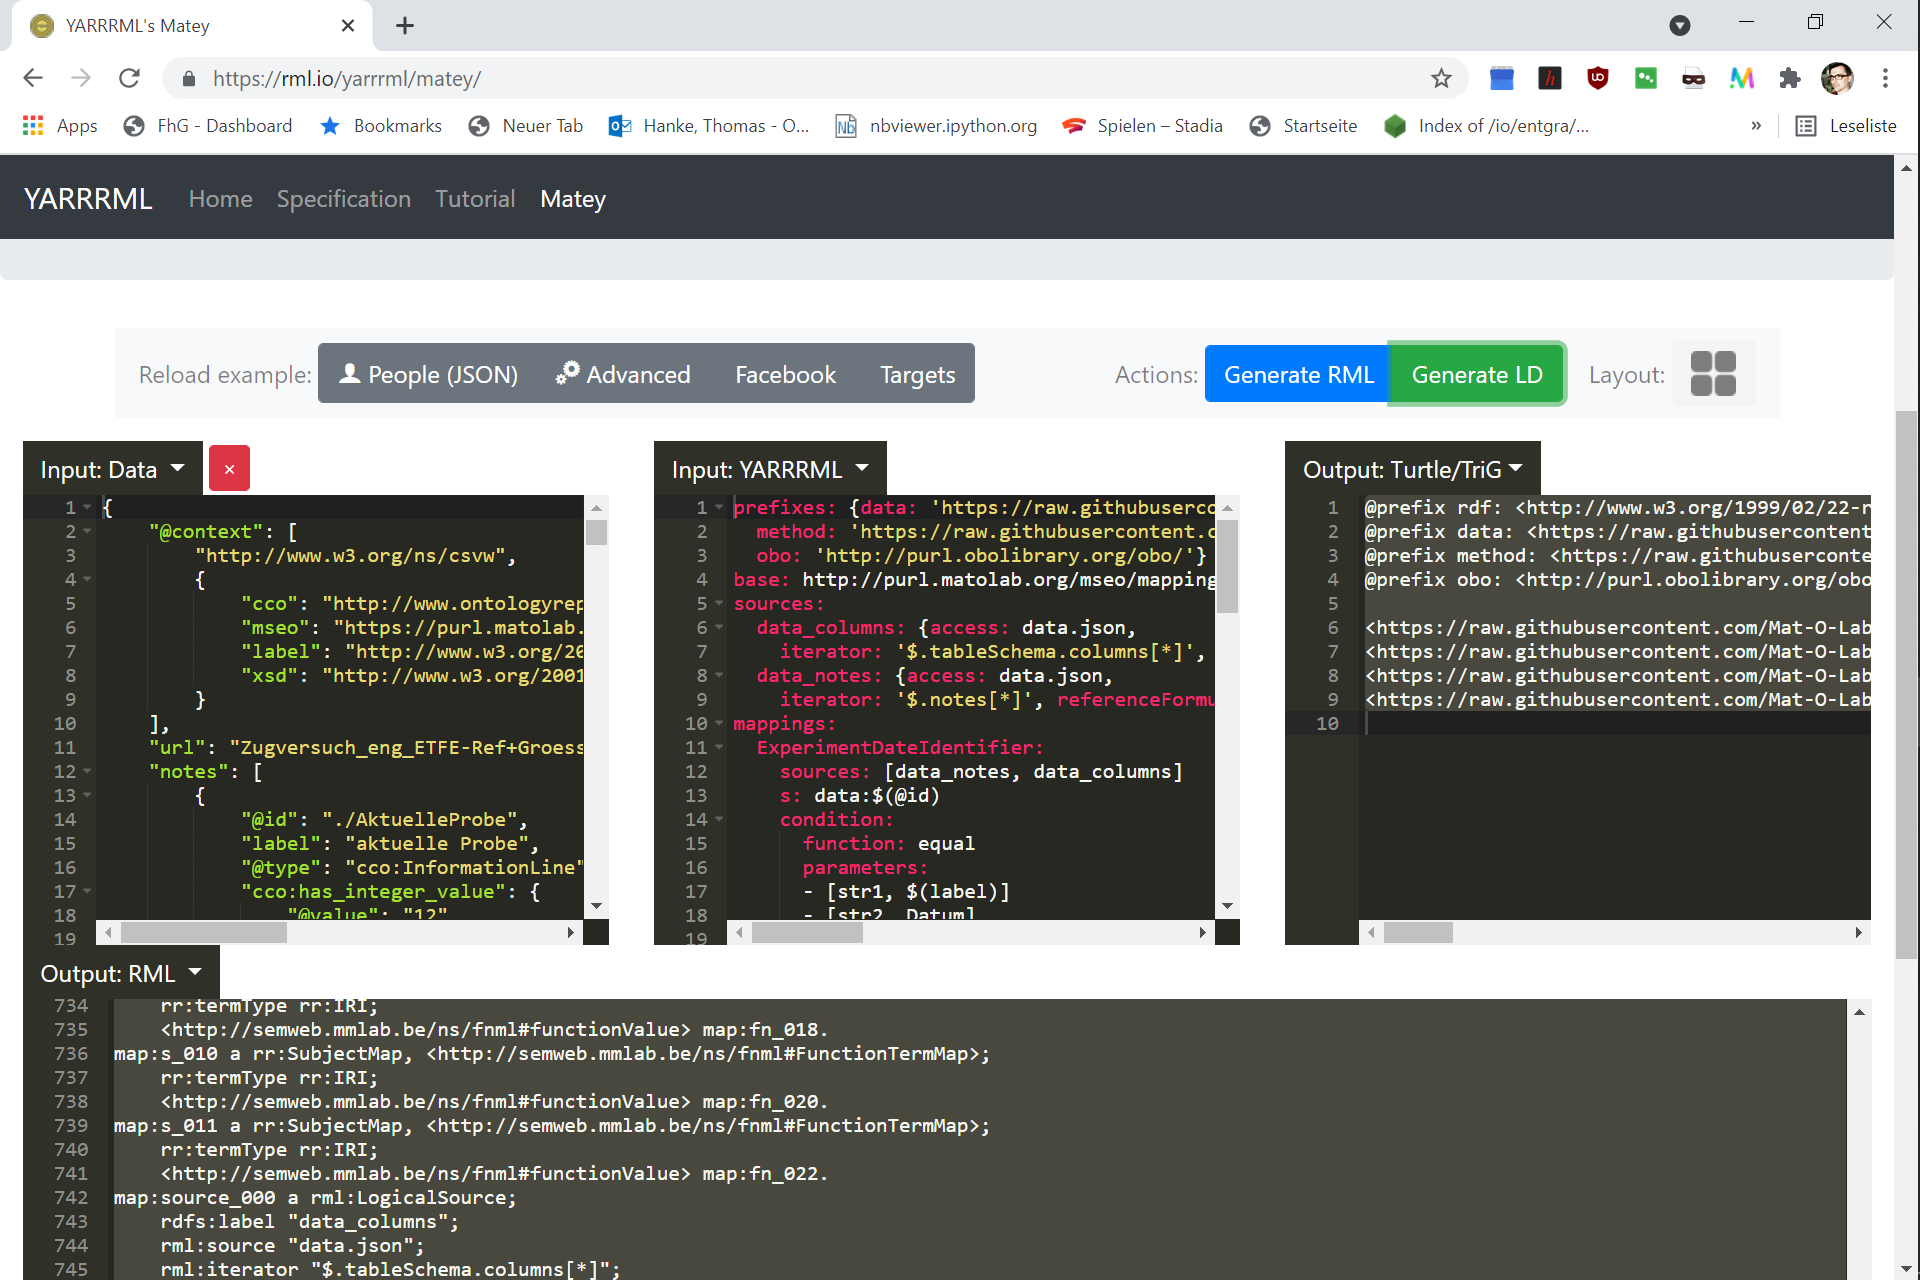 YARRRML's Matey
https://rml.io/yarrrml/matey/
Apps FhG - Dashboard Bookmarks Neuer Tab Hanke, Thomas - O... nbviewer.ipython.org Spielen – Stadia Startseite Index of /io/entgra/... » Leseliste
YARRRML Home Specification Tutorial Matey
Reload example: People (JSON) Advanced Facebook Targets Actions: Generate RML Generate LD Layout:
Input: Data ×
1 {
2 "@context": [
3 "http://www.w3.org/ns/csvw",
4 {
5 "cco": "http://www.ontologyrep
6 "mseo": "https://purl.matolab.
7 "label": "http://www.w3.org/20
8 "xsd": "http://www.w3.org/2001
9 }
10 ],
11 "url": "Zugversuch_eng_ETFE-Ref+Groess
12 "notes": [
13 {
14 "@id": "./AktuelleProbe",
15 "label": "aktuelle Probe",
16 "@type": "cco:InformationLine"
17 "cco:has_integer_value": {
18 "@value": "12"
19
Input: YARRRML
1 prefixes: {data: 'https://raw.githubuserco
2 method: 'https://raw.githubusercontent.c
3 obo: 'http://purl.obolibrary.org/obo/'}
4 base: http://purl.matolab.org/mseo/mapping
5 sources:
6 data_columns: {access: data.json,
7 iterator: '$.tableSchema.columns[*]',
8 data_notes: {access: data.json,
9 iterator: '$.notes[*]', referenceFormu
10 mappings:
11 ExperimentDateIdentifier:
12 sources: [data_notes, data_columns]
13 s: data:$(@id)
14 condition:
15 function: equal
16 parameters:
17 - [str1, $(label)]
18 - [str2, Datum]
19
Output: Turtle/TriG
1 @prefix rdf: <http://www.w3.org/1999/02/22-r
2 @prefix data: <https://raw.githubusercontent
3 @prefix method: <https://raw.githubuserconte
4 @prefix obo: <http://purl.obolibrary.org/obo
5
6 <https://raw.githubusercontent.com/Mat-O-Lab
7 <https://raw.githubusercontent.com/Mat-O-Lab
8 <https://raw.githubusercontent.com/Mat-O-Lab
9 <https://raw.githubusercontent.com/Mat-O-Lab
10
Output: RML
734 rr:termType rr:IRI;
735 <http://semweb.mmlab.be/ns/fnml#functionValue> map:fn_018.
736 map:s_010 a rr:SubjectMap, <http://semweb.mmlab.be/ns/fnml#FunctionTermMap>;
737 rr:termType rr:IRI;
738 <http://semweb.mmlab.be/ns/fnml#functionValue> map:fn_020.
739 map:s_011 a rr:SubjectMap, <http://semweb.mmlab.be/ns/fnml#FunctionTermMap>;
740 rr:termType rr:IRI;
741 <http://semweb.mmlab.be/ns/fnml#functionValue> map:fn_022.
742 map:source_000 a rml:LogicalSource;
743 rdfs:label "data_columns";
744 rml:source "data.json";
745 rml:iterator "$.tableSchema.columns[*]";